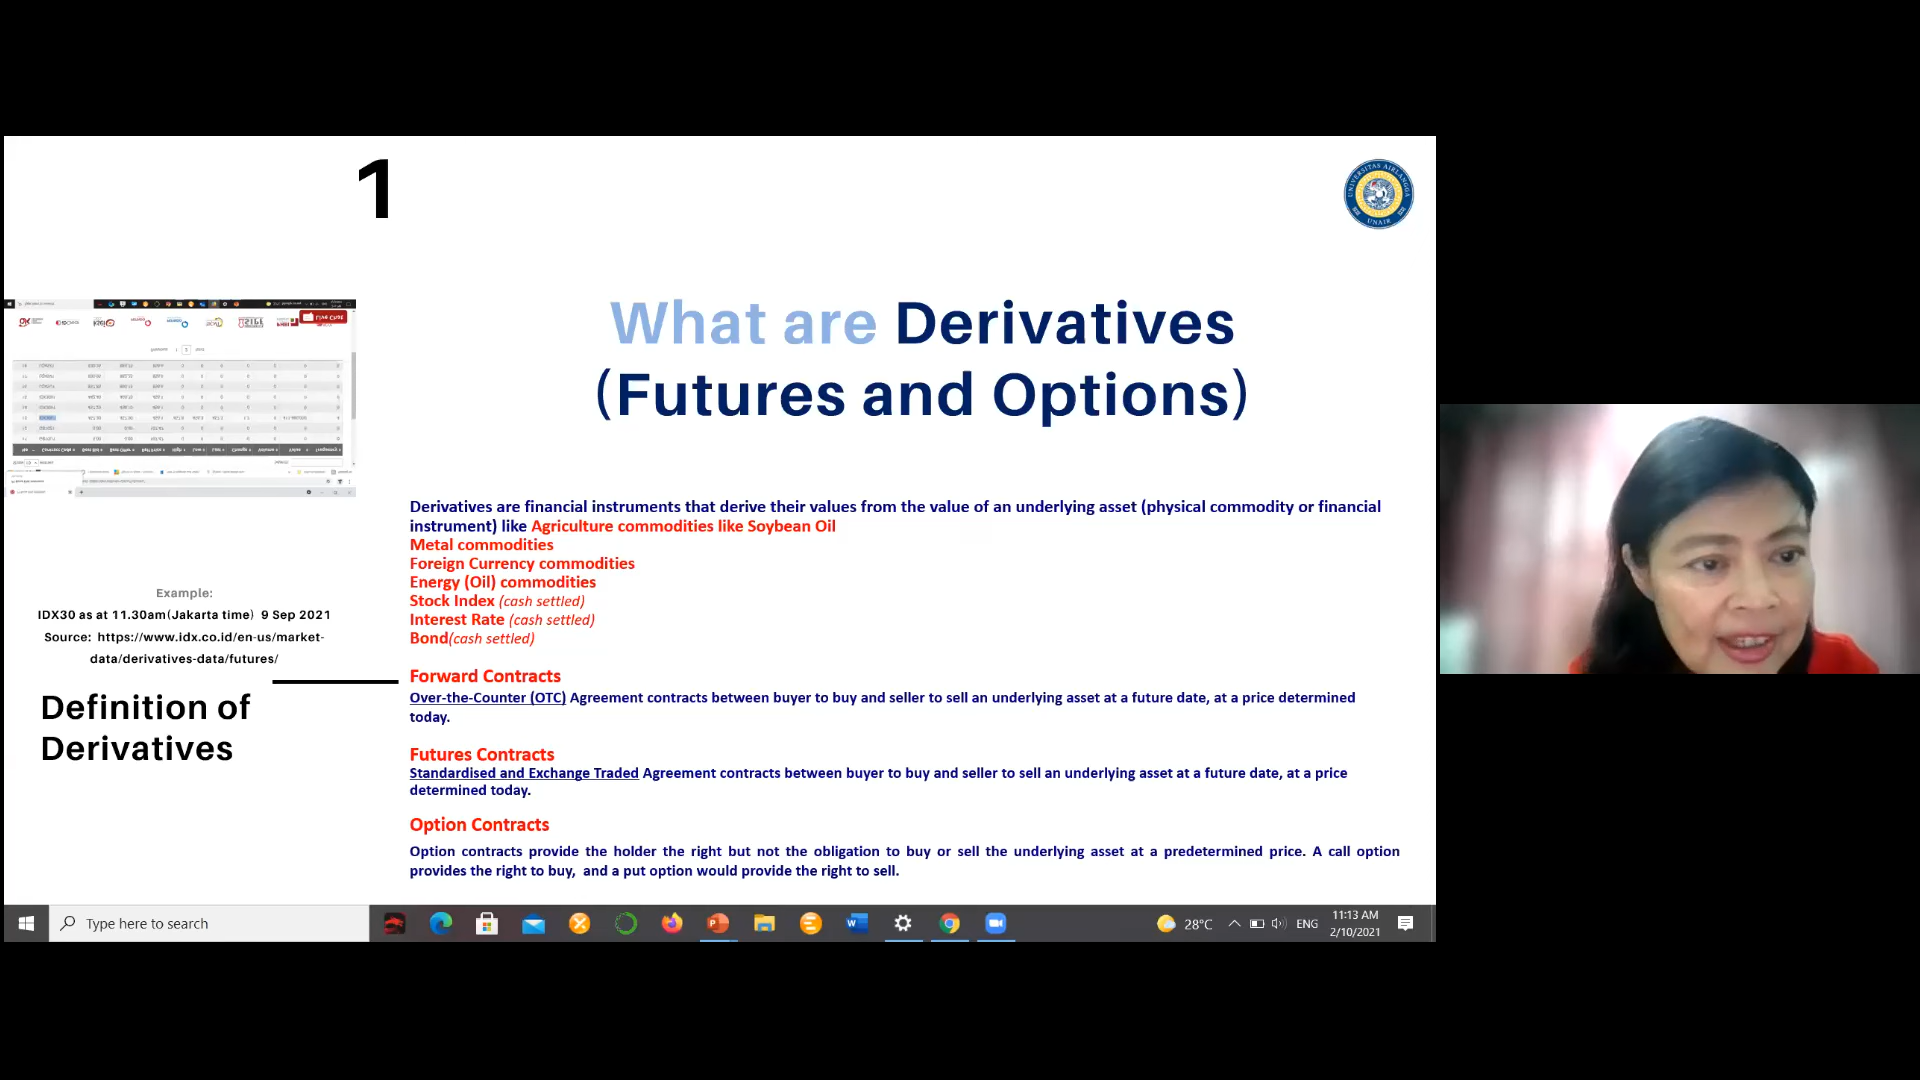 1
UNIVERSITAS AIRLANGGA
UNAIR
What are Derivatives
(Futures and Options)
Live Chat
Derivatives are financial instruments that derive their values from the value of an underlying asset (physical commodity or financial
instrument) like Agriculture commodities like Soybean Oil
Metal commodities
Foreign Currency commodities
Energy (Oil) commodities
Stock Index (cash settled)
Interest Rate (cash settled)
Bond(cash settled)
Example:
IDX30 as at 11.30am(Jakarta time) 9 Sep 2021
Source: https://www.idx.co.id/en-us/market-
data/derivatives-data/futures/
Definition of
Derivatives
Forward Contracts
Over-the-Counter (OTC) Agreement contracts between buyer to buy and seller to sell an underlying asset at a future date, at a price determined
today.
Futures Contracts
Standardised and Exchange Traded Agreement contracts between buyer to buy and seller to sell an underlying asset at a future date, at a price
determined today.
Option Contracts
Option contracts provide the holder the right but not the obligation to buy or sell the underlying asset at a predetermined price. A call option
provides the right to buy, and a put option would provide the right to sell.
Type here to search
28°C
ENG
11:13 AM
2/10/2021